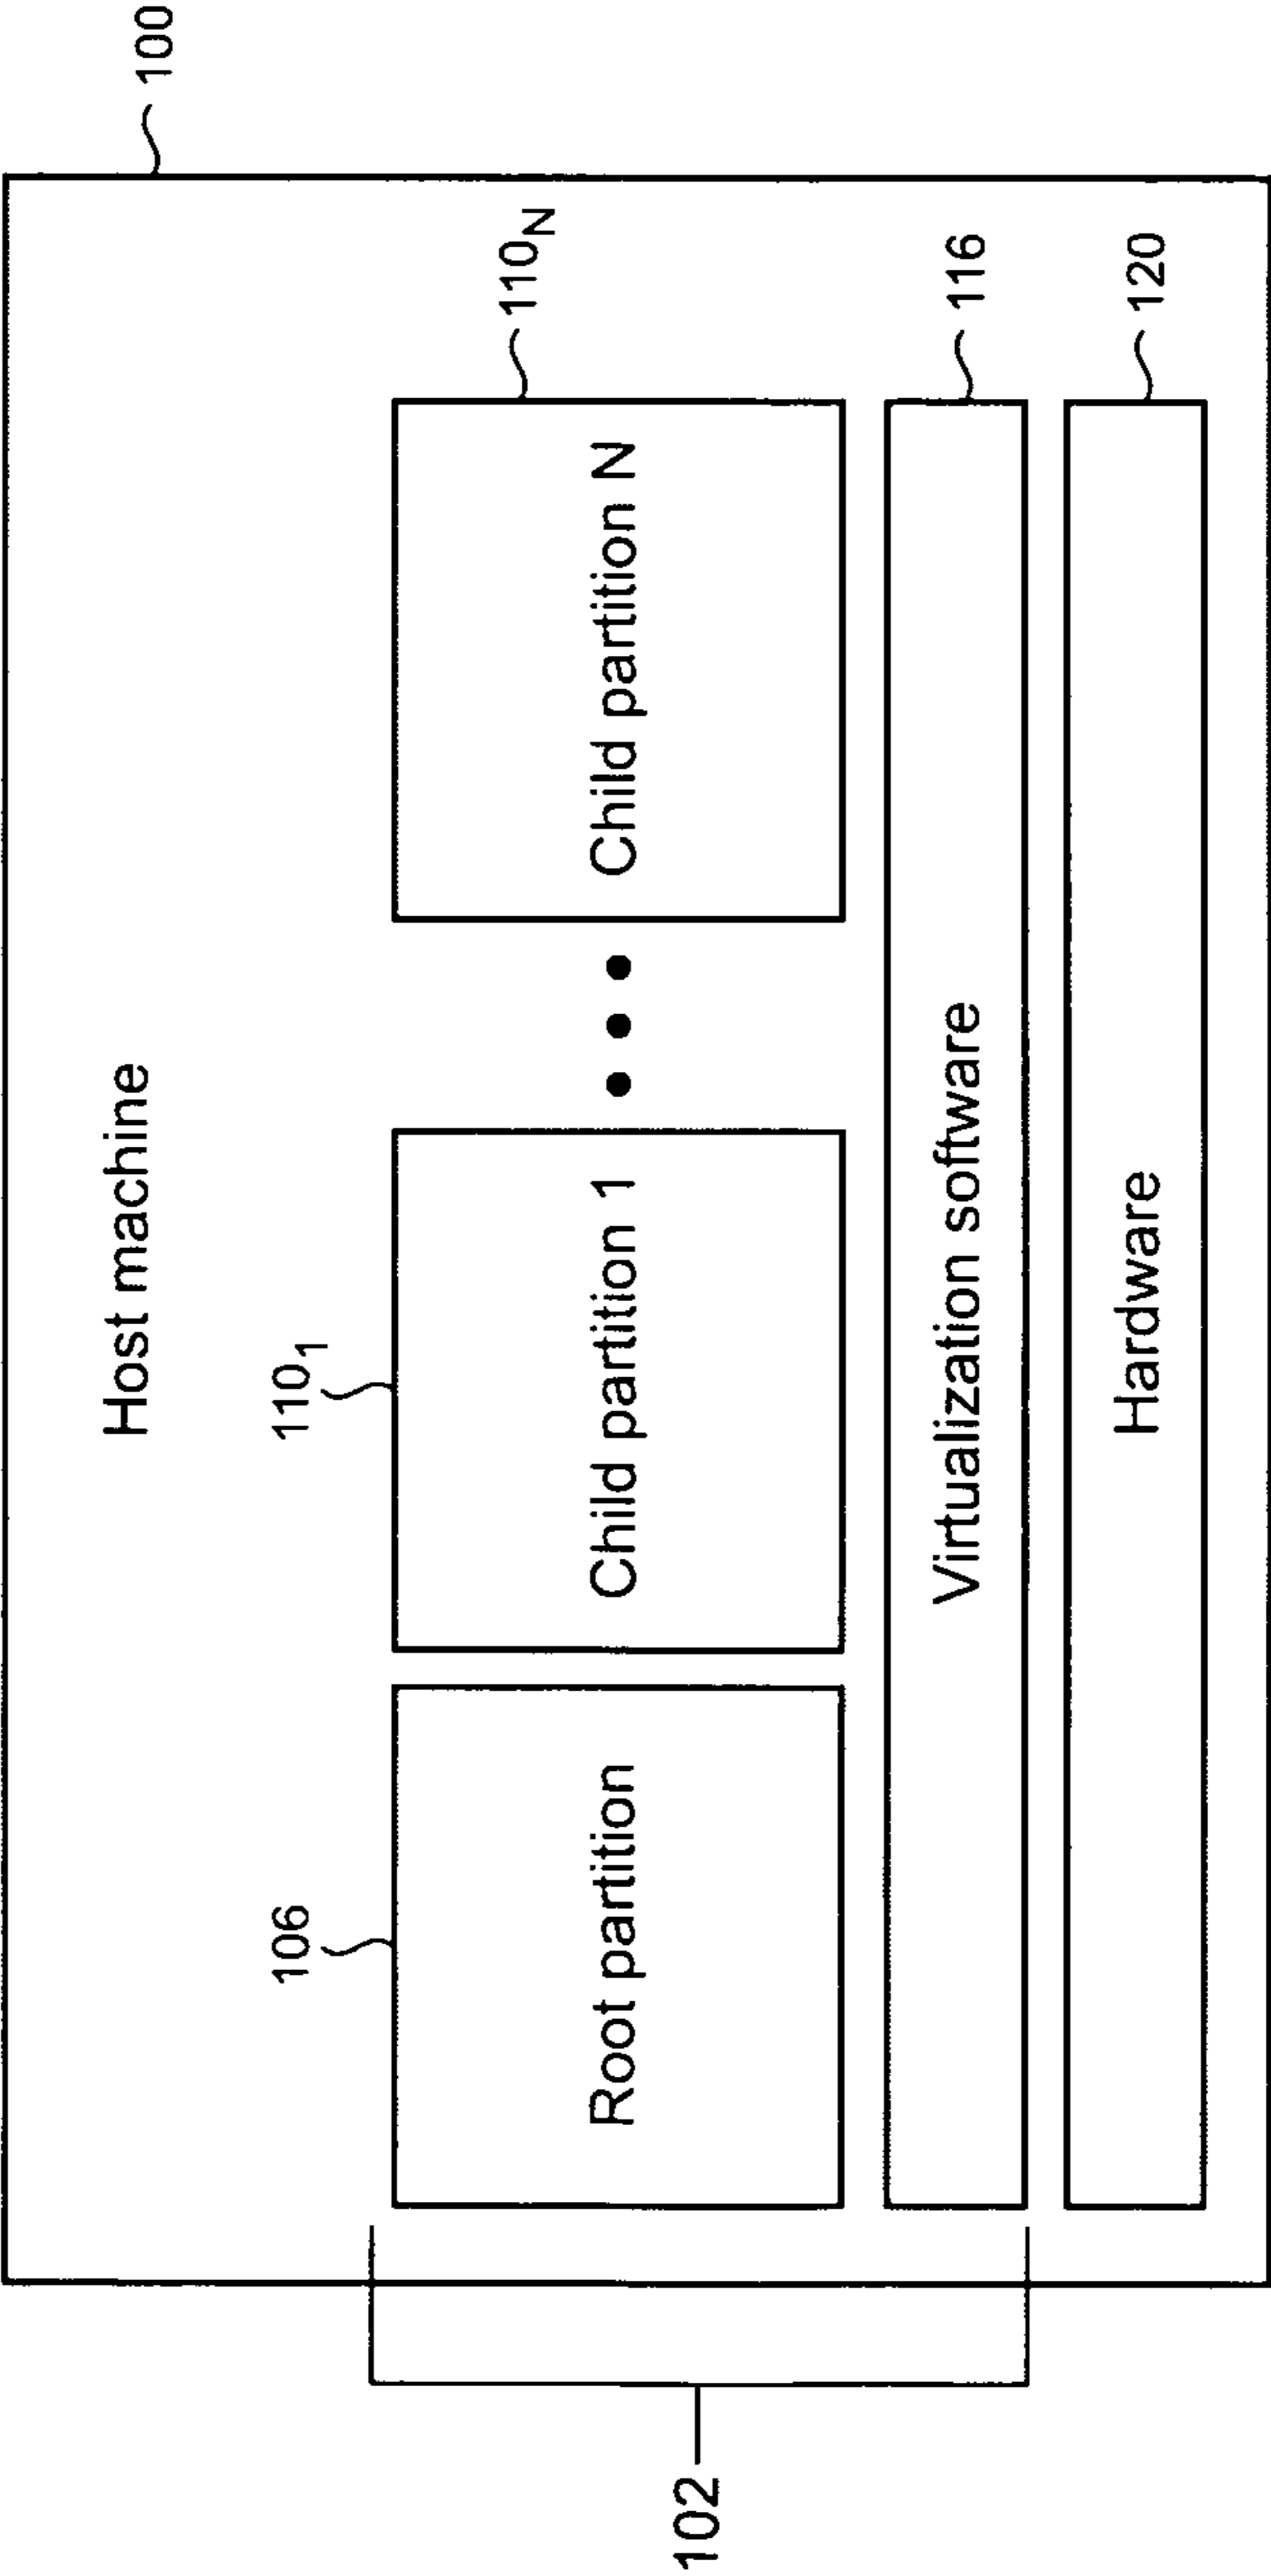 100
Host machine
106
110₁
110N
Root partition
Child partition 1
Child partition N
102
Virtualization software
116
Hardware
120